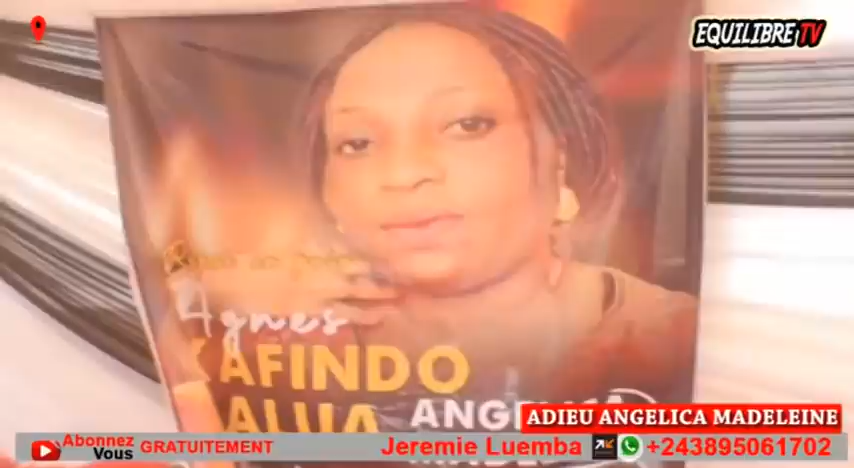 EQUILIBRE TV
Agnes
KAFINDO
ANGELICA
ADIEU ANGELICA MADELEINE
Abonnez
Vous
GRATUITEMENT
Jeremie Luemba
+243895061702